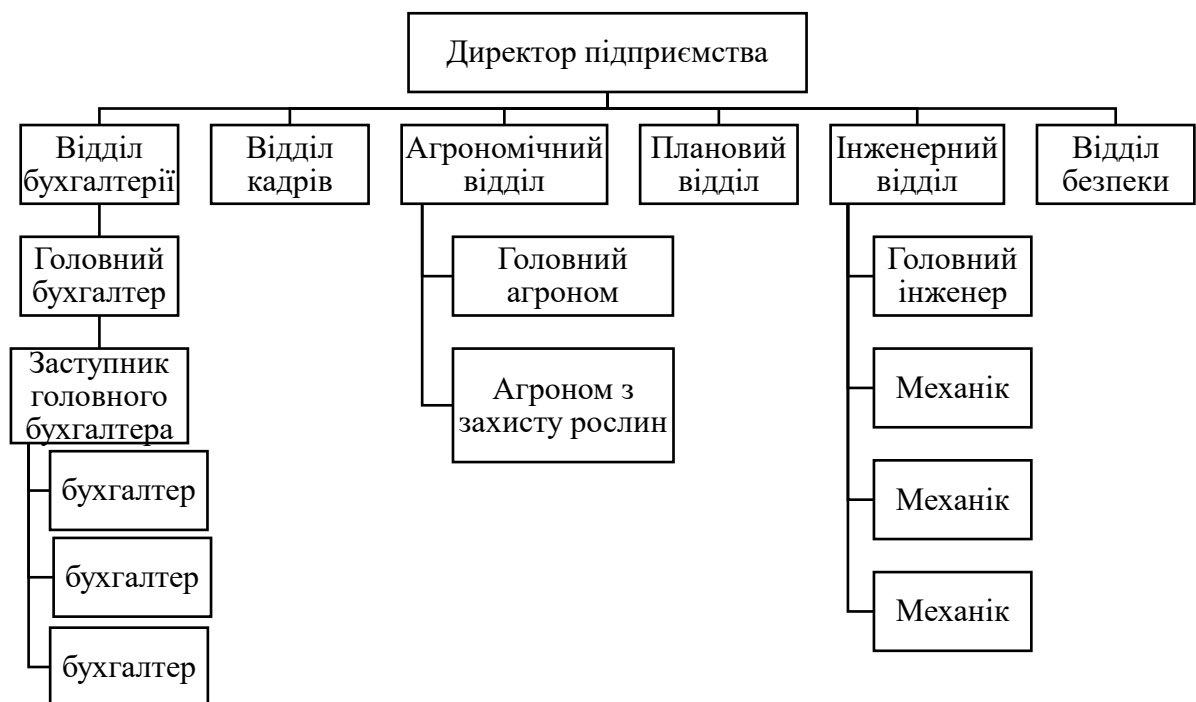 Директор підприємства
Відділ
бухгалтерії
Відділ
кадрів
Агрономічний
відділ
Плановий
відділ
Інженерний
відділ
Відділ
безпеки
Головний
бухгалтер
Заступник
головного
бухгалтера
бухгалтер
бухгалтер
бухгалтер
Головний
агроном
Агроном з
захисту рослин
Головний
інженер
Механік
Механік
Механік